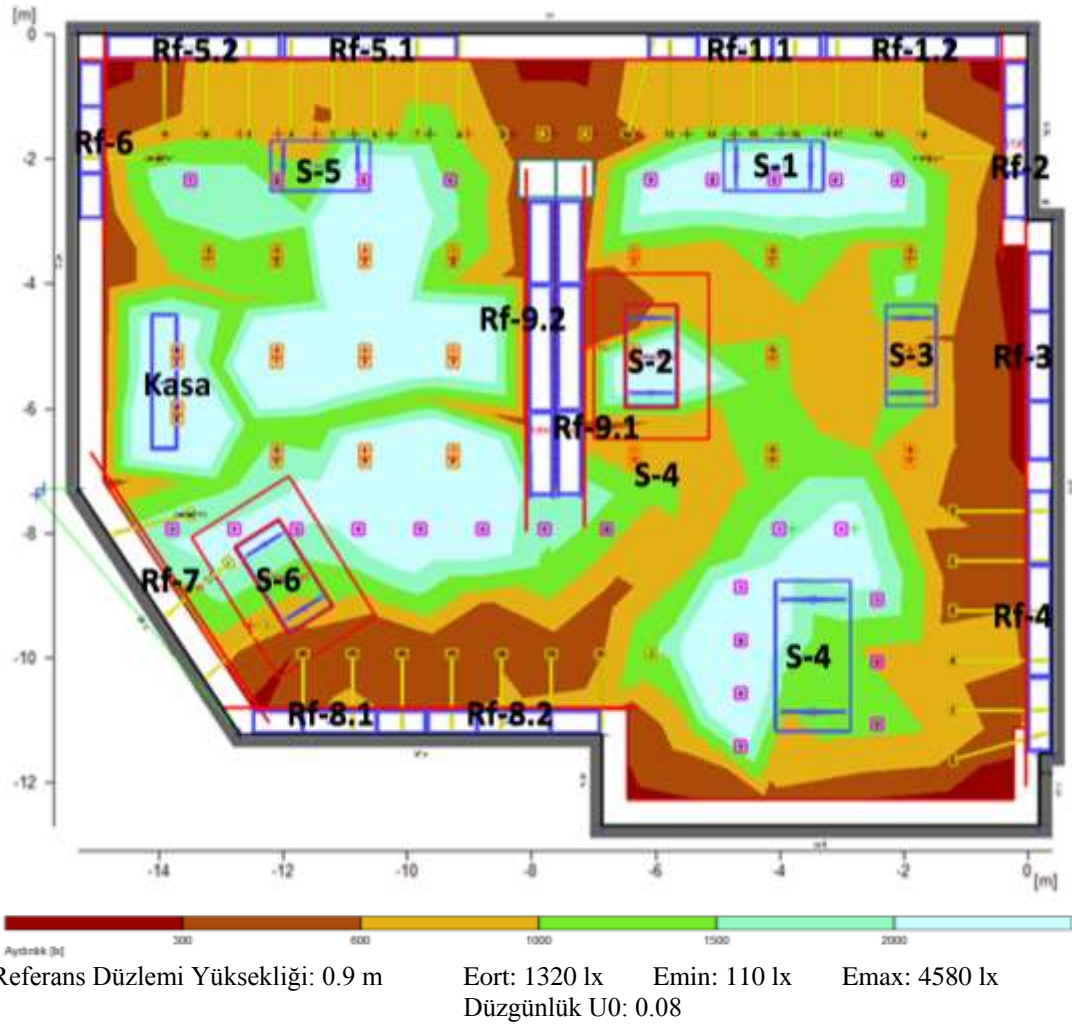 [m]
0
Rf-5.2 Rf-5.1 Rf-1.1 Rf-1.2
Rf-6
Rf-2
-2
S-5
S-1
-4
Rf-9.2
S-2
S-3
Rf-3
Kasa
-6
Rf-9.1
S-4
-8
Rf-7
S-6
Rf-4
-10
S-4
Rf-8.1 Rf-8.2
-12
-14 -12 -10 -8 -6 -4 -2 0
[m]
300 600 1000 1500 2000
Aydınlık [lx]
Referans Düzlemi Yüksekliği: 0.9 m Eort: 1320 lx Emin: 110 lx Emax: 4580 lx
Düzgünlük U0: 0.08